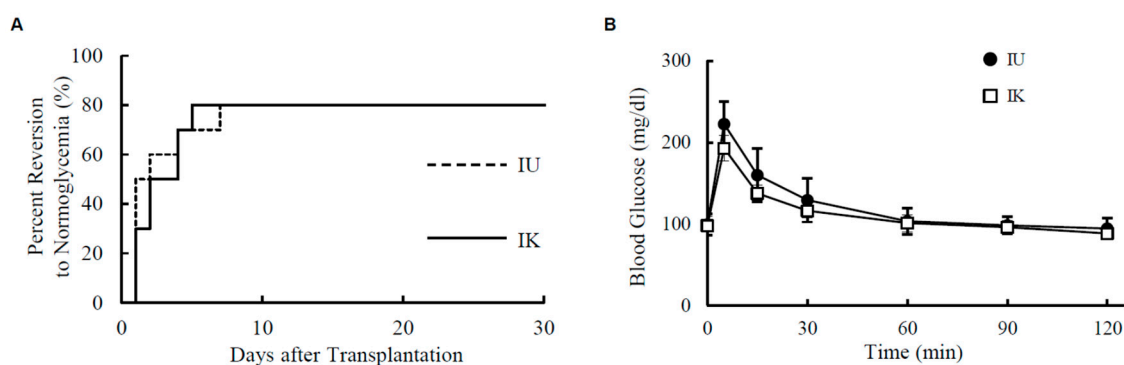 A
Percent Reversion
to Normoglycemia (%)
100
80
60
40
20
0
0 10 20 30
Days after Transplantation
IU
IK
B
Blood Glucose (mg/dl)
300
200
100
0
0 30 60 90 120
Time (min)
IU
IK